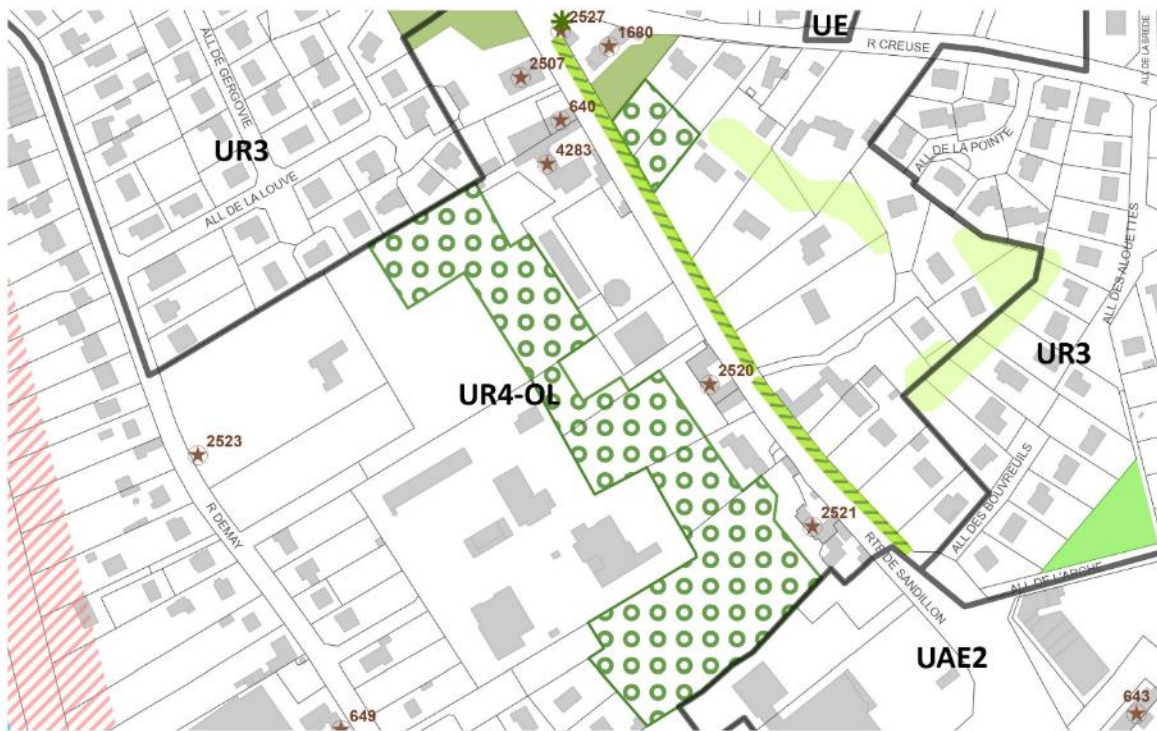 2527
UE
1680
R CREUSE
ALL DE LA BREDE
ALL DE GERGOVIE
2507
640
UR3
4283
ALL DE LA POINTE
ALL DE LA LOUVE
ALL DES ALOUETTES
UR3
2520
UR4-OL
2523
R DEMAY
2521
ALL DES BOUVREUILS
RTE DE SANDILLON
ALL DE L'ARCHE
UAE2
643
649